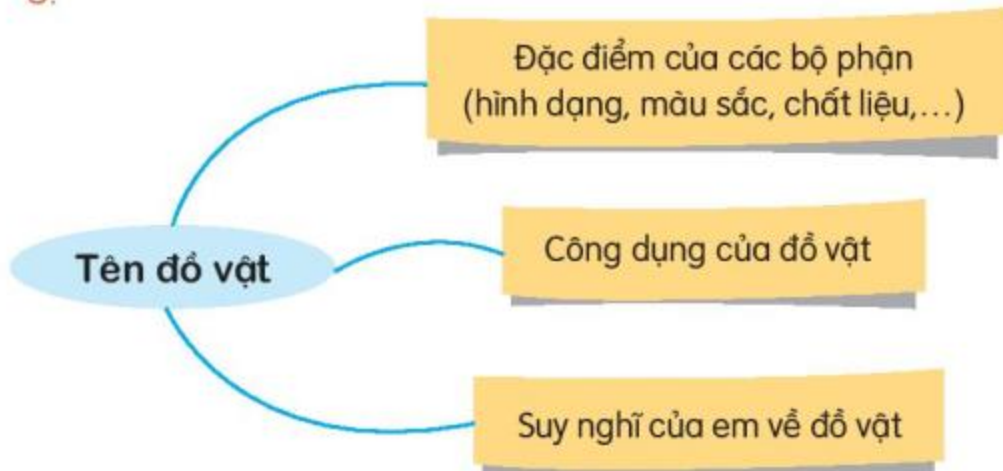 Đặc điểm của các bộ phận
(hình dạng, màu sắc, chất liệu,...)
Tên đồ vật
Công dụng của đồ vật
Suy nghĩ của em về đồ vật